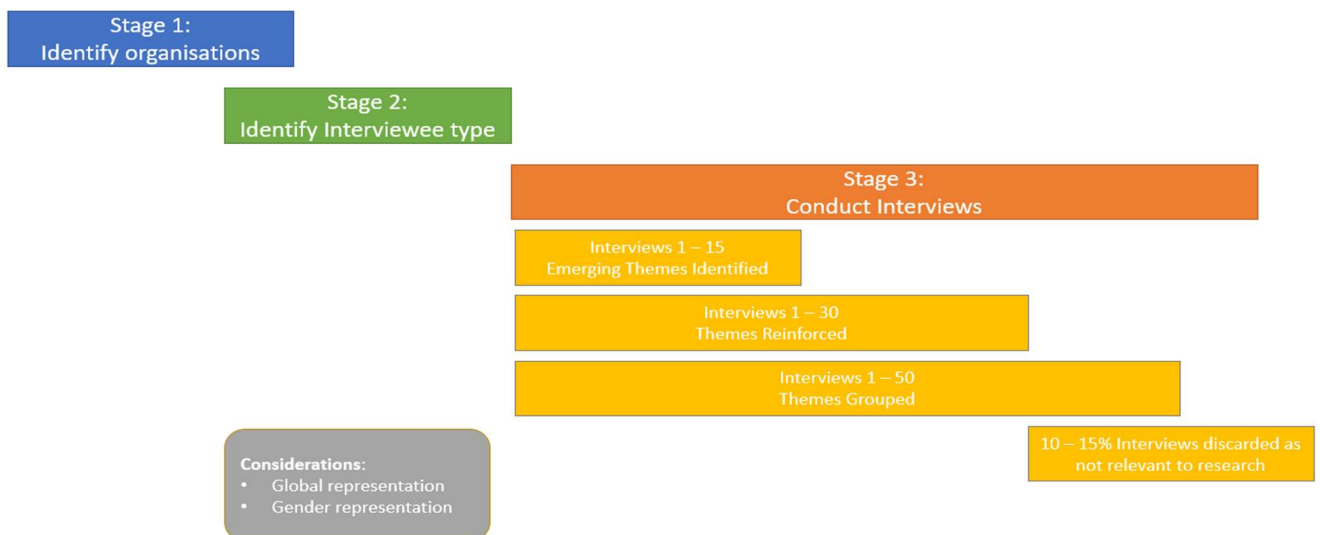 Stage 1:
Identify organisations
Stage 2:
Identify Interviewee type
Stage 3:
Conduct Interviews
Interviews 1 – 15
Emerging Themes Identified
Interviews 1 – 30
Themes Reinforced
Interviews 1 – 50
Themes Grouped
10 – 15% Interviews discarded as
not relevant to research
Considerations:
• Global representation
• Gender representation